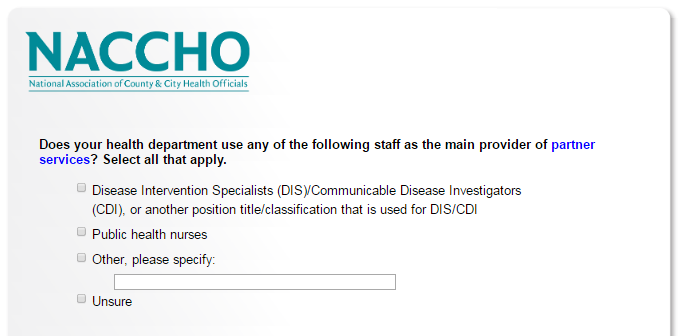 NACCHO
National Association of County & City Health Officials
Does your health department use any of the following staff as the main provider of partner
services? Select all that apply.
Disease Intervention Specialists (DIS)/Communicable Disease Investigators
(CDI), or another position title/classification that is used for DIS/CDI
Public health nurses
Other, please specify:
Unsure